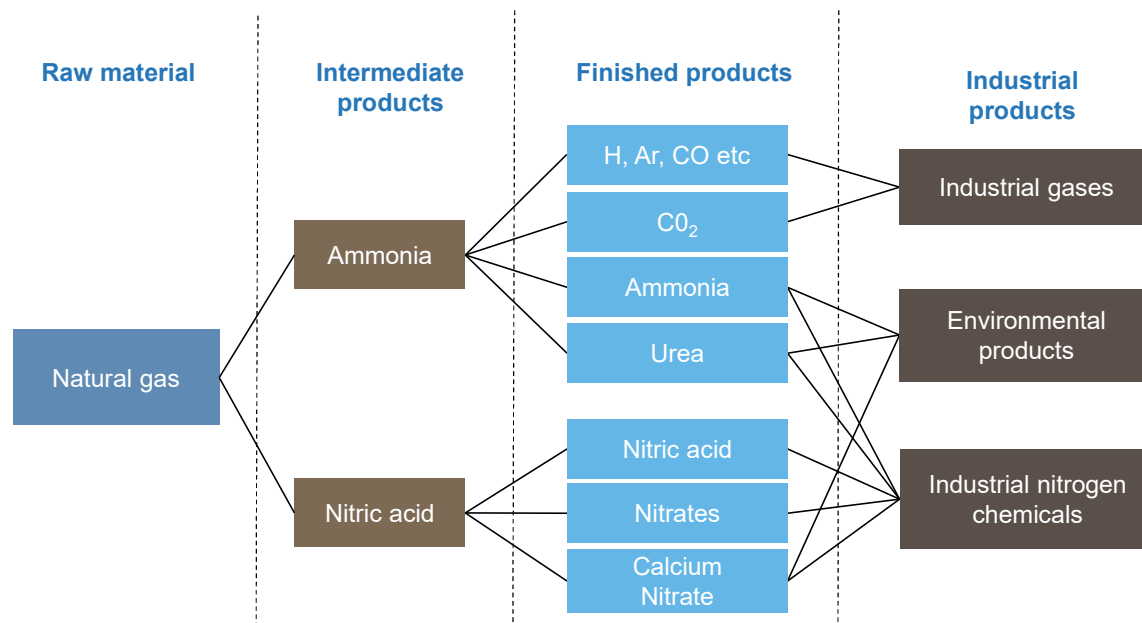 Raw material
Intermediate
products
Finished products
Industrial
products
Natural gas
Ammonia
Nitric acid
H, Ar, CO etc
C0₂
Ammonia
Urea
Nitric acid
Nitrates
Calcium
Nitrate
Industrial gases
Environmental
products
Industrial nitrogen
chemicals